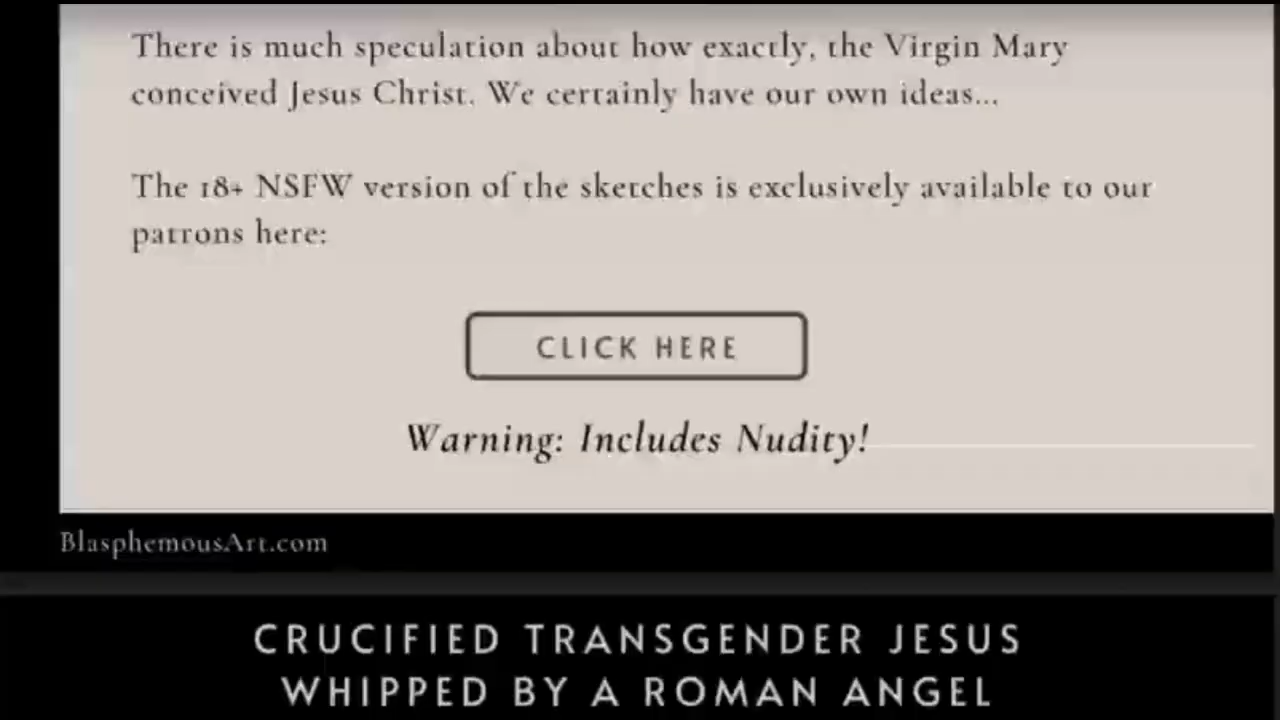 There is much speculation about how exactly, the Virgin Mary
conceived Jesus Christ. We certainly have our own ideas...
The 18+ NSFW version of the sketches is exclusively available to our
patrons here:
CLICK HERE
Warning: Includes Nudity!
BlasphemousArt.com
CRUCIFIED TRANSGENDER JESUS
WHIPPED BY A ROMAN ANGEL